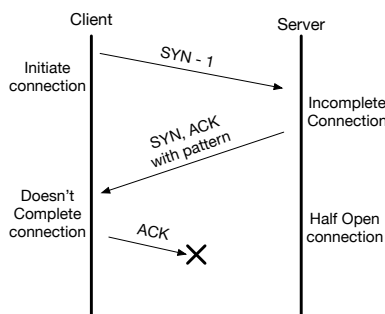 Client
Server
SYN - 1
Initiate
connection
Incomplete
Connection
SYN, ACK
with pattern
Doesn't
Complete
connection
Half Open
connection
ACK